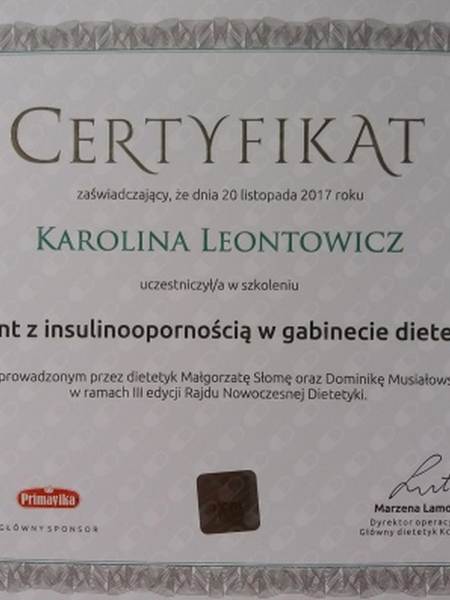 CERTYFIKAT
zaświadczający, że dnia 20 listopada 2017 roku
KAROLINA LEONTOWICZ
uczestniczył/a w szkoleniu
nt z insulinoopornością w gabinecie diete
prowadzonym przez dietetyk Małgorzatę Słomę oraz Dominikę Musiałows
w ramach III edycji Rajdu Nowoczesnej Dietetyki.
Primavika
GŁÓWNY SPONSOR
Marzena Lamc
Dyrektor operac
Główny dietetyk Ko